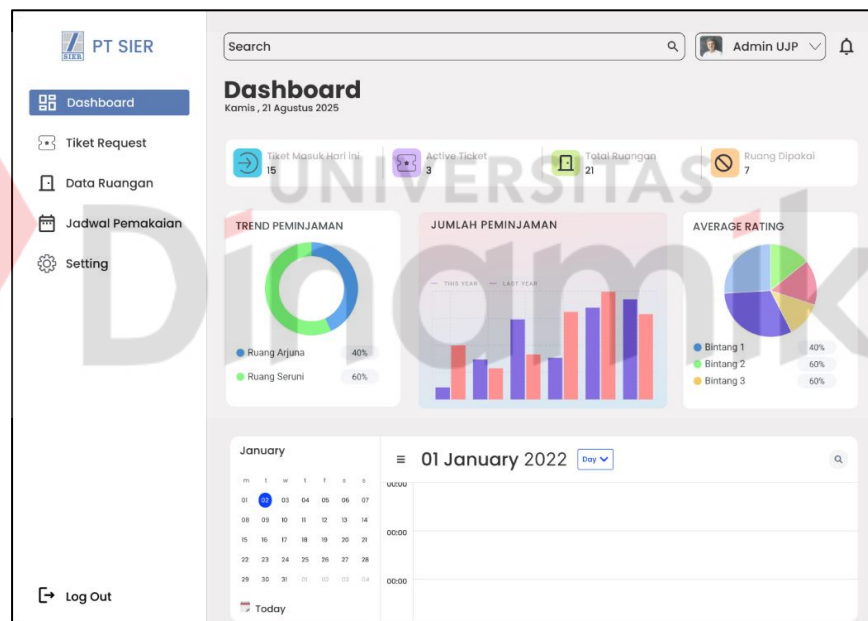 SIER
PT SIER
Search
Admin UJP
Dashboard
Tiket Request
Data Ruangan
Jadwal Pemakaian
Setting
Log Out
Dashboard
Kamis , 21 Agustus 2025
Tiket Masuk Hari Ini
15
Active Ticket
3
Total Ruangan
21
Ruang Dipakai
7
UNIVERSITAS
Dinamika
TREND PEMINJAMAN
Ruang Arjuna 40%
Ruang Seruni 60%
JUMLAH PEMINJAMAN
THIS YEAR LAST YEAR
AVERAGE RATING
Bintang 1 40%
Bintang 2 60%
Bintang 3 60%
January
m t w t f s s
01 02 03 04 05 06 07
08 09 10 11 12 13 14
15 16 17 18 19 20 21
22 23 24 25 26 27 28
29 30 31 01 02 03 04
Today
01 January 2022 Day
00:00
00:00
00:00